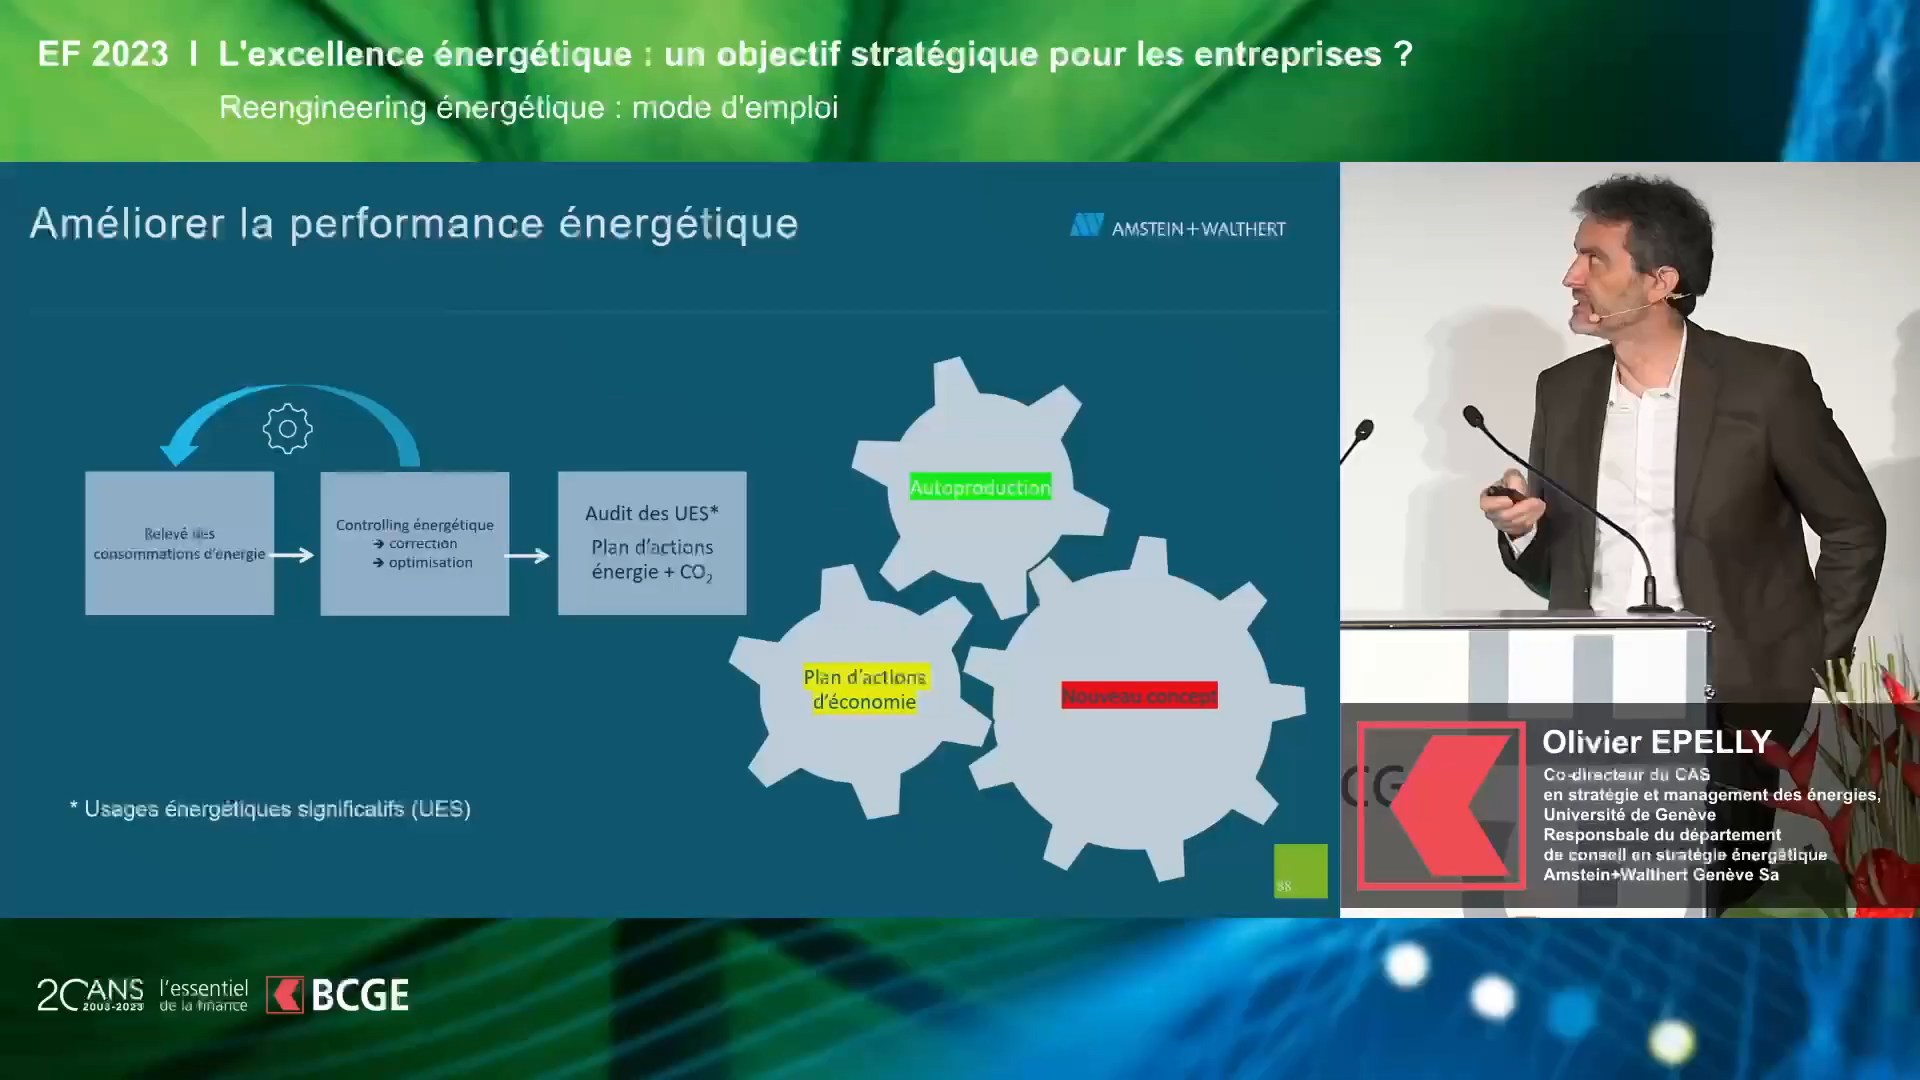 EF 2023 I L'excellence énergétique : un objectif stratégique pour les entreprises ?
Reengineering énergétique : mode d'emploi
Améliorer la performance énergétique
AMSTEIN+WALTHERT
Relevé des
consommations d'énergie
Controlling énergétique
→ correction
→ optimisation
Audit des UES*
Plan d'actions
énergie + CO₂
Autoproduction
Plan d'actions
d'économie
Nouveau concept
* Usages énergétiques significatifs (UES)
38
Olivier EPELLY
Co-directeur du CAS
en stratégie et management des énergies,
Université de Genève
Responsbale du département
de conseil en stratégie énergétique
Amstein+Walthert Genève Sa
20 ANS
2003-2023
l'essentiel
de la finance
BCGE